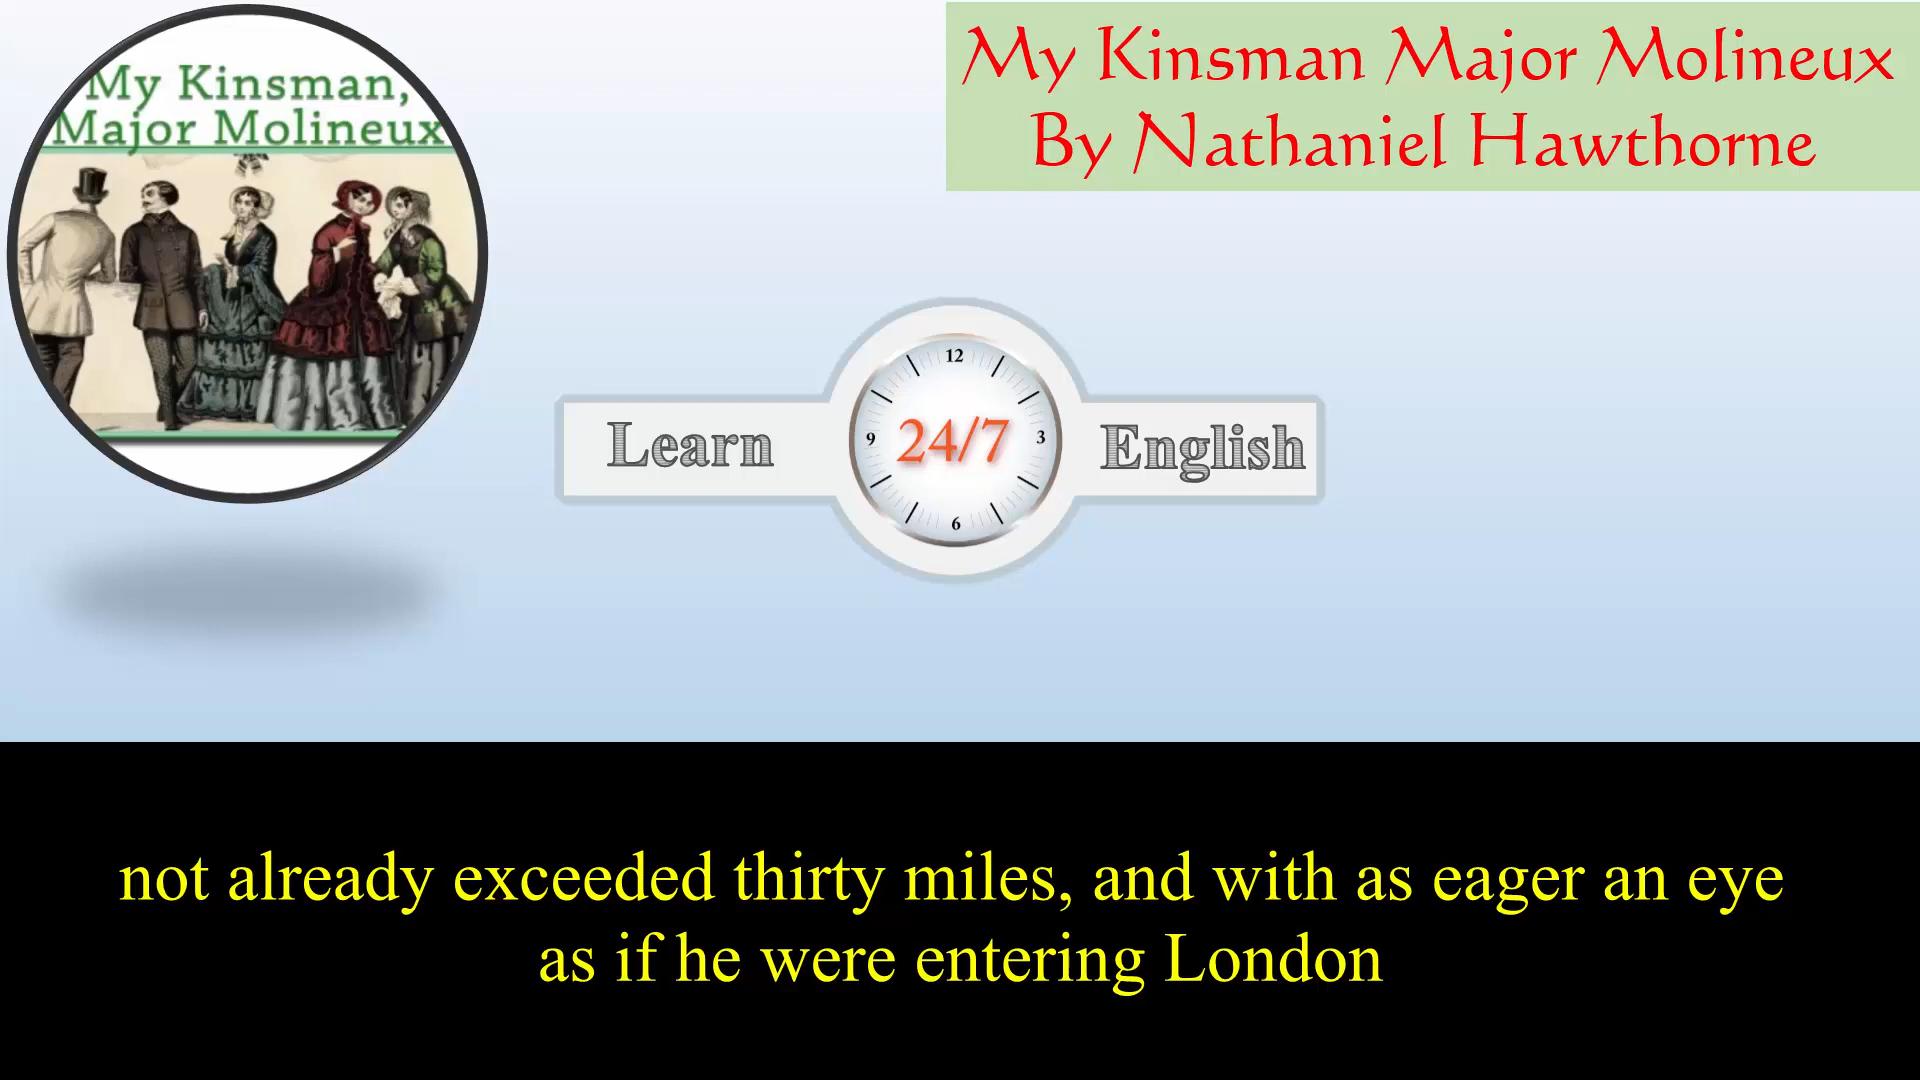 My Kinsman,
Major Molineux
My Kinsman Major Molineux
By Nathaniel Hawthorne
12
9
3
6
Learn 24/7 English
not already exceeded thirty miles, and with as eager an eye
as if he were entering London